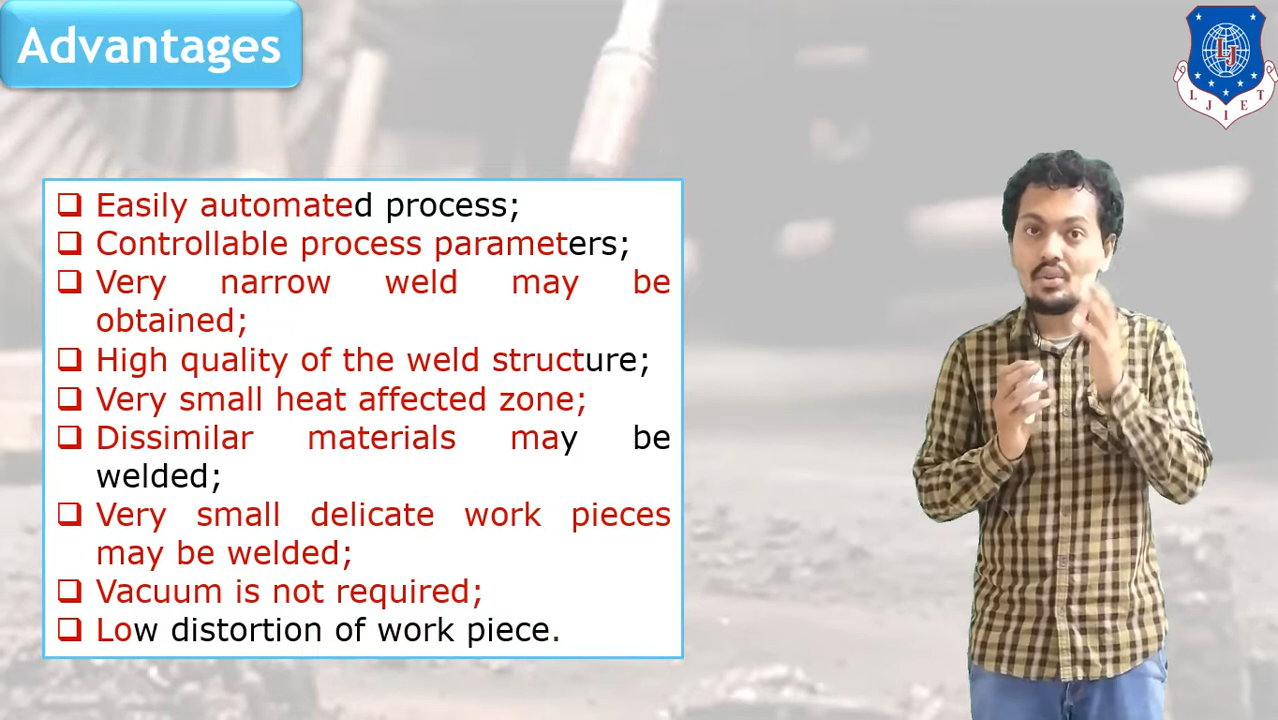 Advantages
L J I E T
LJ
Easily automated process;
Controllable process parameters;
Very narrow weld may be
obtained;
High quality of the weld structure;
Very small heat affected zone;
Dissimilar materials may be
welded;
Very small delicate work pieces
may be welded;
Vacuum is not required;
Low distortion of work piece.